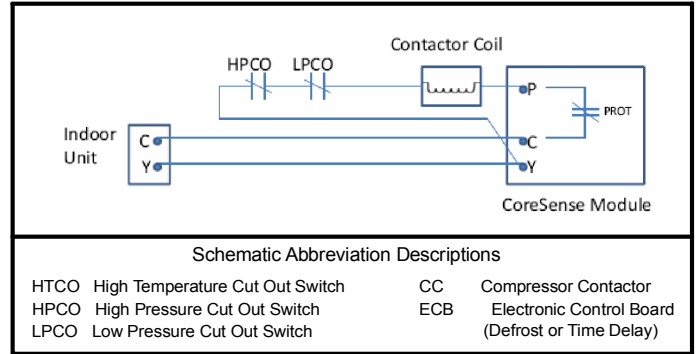 Contactor Coil
HPCO LPCO
P
PROT
Indoor
Unit
C
Y
C
Y
CoreSense Module
Schematic Abbreviation Descriptions
HTCO High Temperature Cut Out Switch
HPCO High Pressure Cut Out Switch
LPCO Low Pressure Cut Out Switch
CC Compressor Contactor
ECB Electronic Control Board
(Defrost or Time Delay)